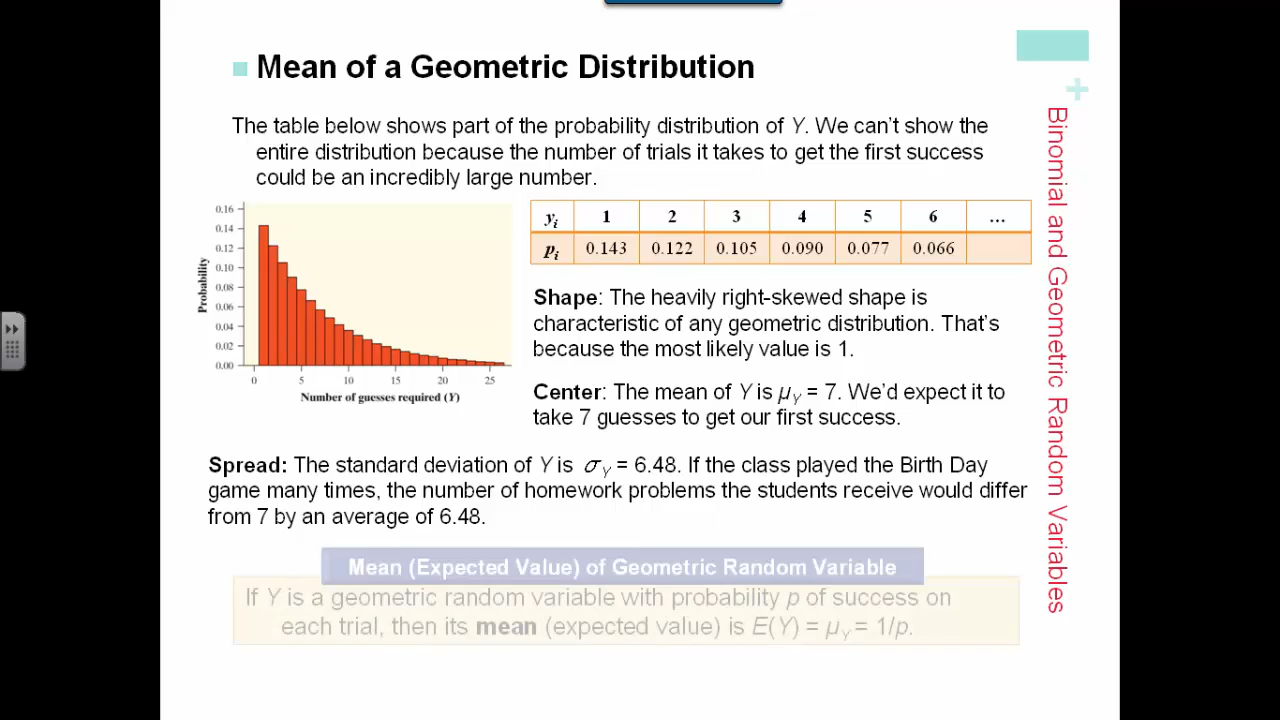 Mean of a Geometric Distribution
The table below shows part of the probability distribution of Y. We can't show the
entire distribution because the number of trials it takes to get the first success
could be an incredibly large number.
0.16
0.14
0.12
0.10
0.08
0.06
0.04
0.02
0.00
Probability
0 5 10 15 20 25
Number of guesses required (Y)
yᵢ 1 2 3 4 5 6 ...
pᵢ 0.143 0.122 0.105 0.090 0.077 0.066
Shape: The heavily right-skewed shape is
characteristic of any geometric distribution. That's
because the most likely value is 1.
Center: The mean of Y is μ_Y = 7. We'd expect it to
take 7 guesses to get our first success.
Spread: The standard deviation of Y is σ_Y = 6.48. If the class played the Birth Day
game many times, the number of homework problems the students receive would differ
from 7 by an average of 6.48.
Mean (Expected Value) of Geometric Random Variable
If Y is a geometric random variable with probability p of success on
each trial, then its mean (expected value) is E(Y) = μ_Y = 1/p.
+
Binomial and Geometric Random Variables